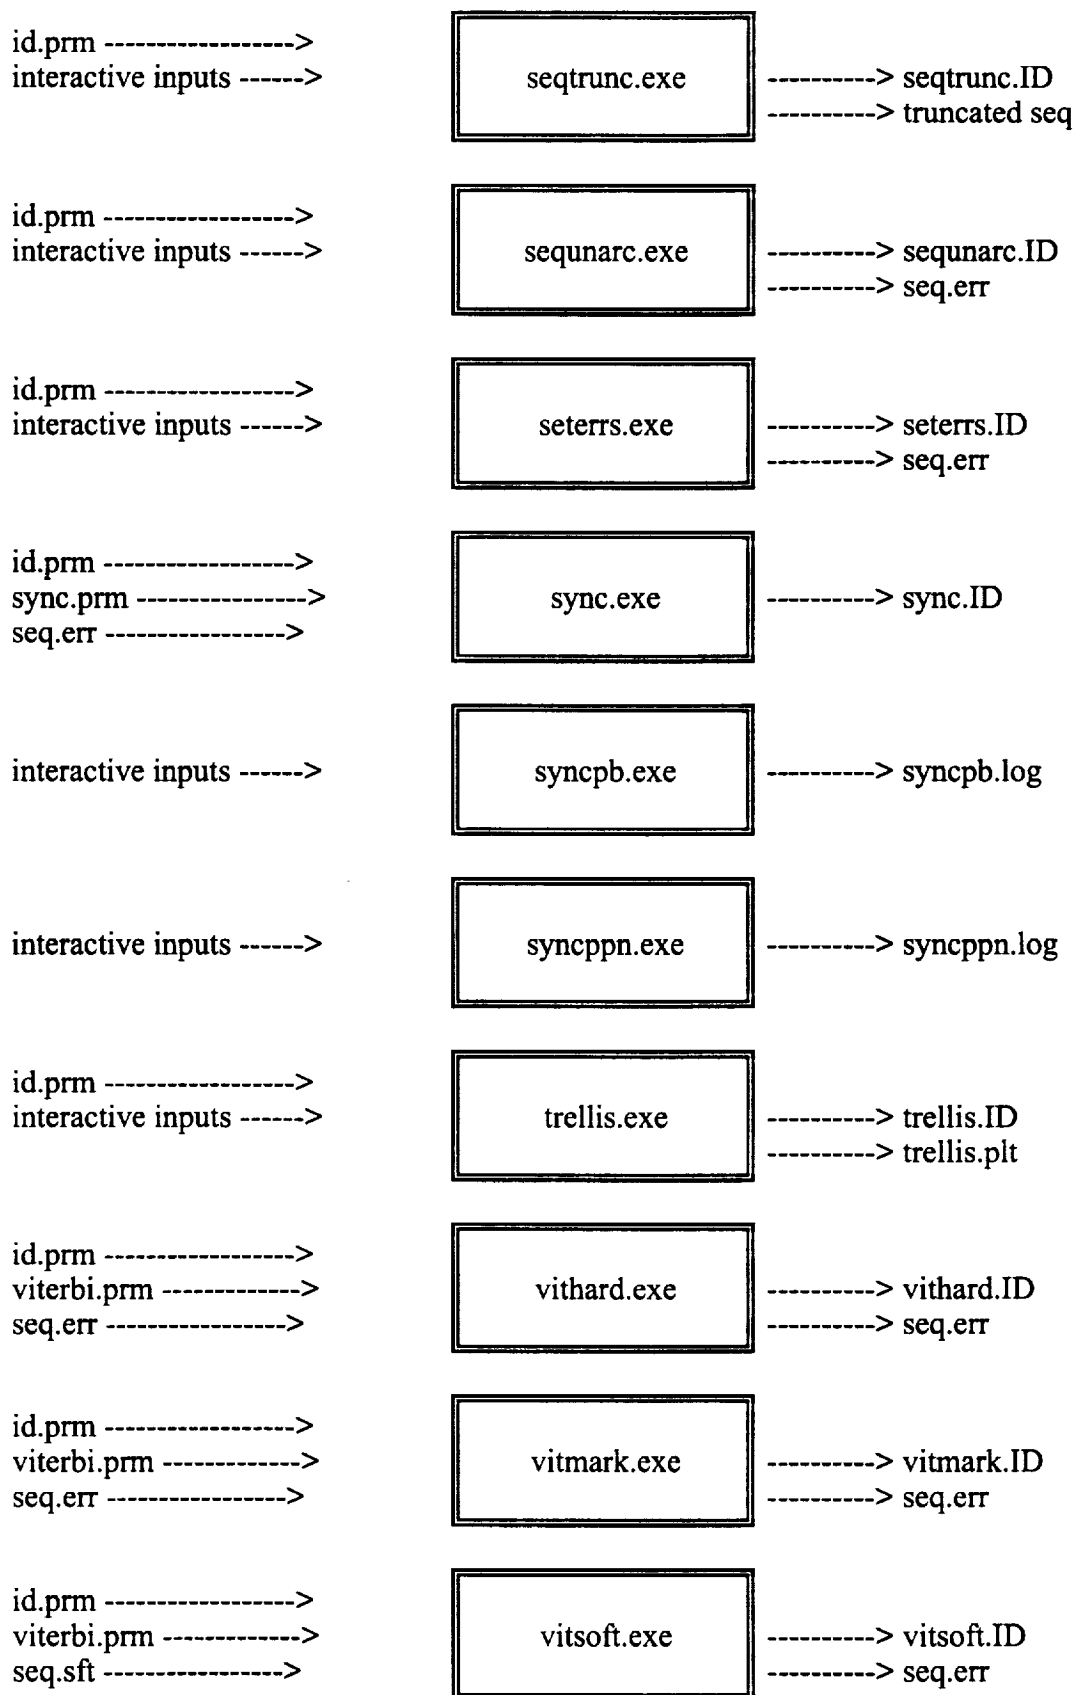 id.prm ----------------->
interactive inputs ------>
seqtrunc.exe
----------> seqtrunc.ID
----------> truncated seq
id.prm ----------------->
interactive inputs ------>
sequnarc.exe
----------> sequnarc.ID
----------> seq.err
id.prm ----------------->
interactive inputs ------>
seterrs.exe
----------> seterrs.ID
----------> seq.err
id.prm ----------------->
sync.prm --------------->
seq.err ---------------->
sync.exe
----------> sync.ID
interactive inputs ------>
syncpb.exe
----------> syncpb.log
interactive inputs ------>
syncppn.exe
----------> syncppn.log
id.prm ----------------->
interactive inputs ------>
trellis.exe
----------> trellis.ID
----------> trellis.plt
id.prm ----------------->
viterbi.prm ------------->
seq.err ---------------->
vithard.exe
----------> vithard.ID
----------> seq.err
id.prm ----------------->
viterbi.prm ------------->
seq.err ---------------->
vitmark.exe
----------> vitmark.ID
----------> seq.err
id.prm ----------------->
viterbi.prm ------------->
seq.sft ---------------->
vitsoft.exe
----------> vitsoft.ID
----------> seq.err